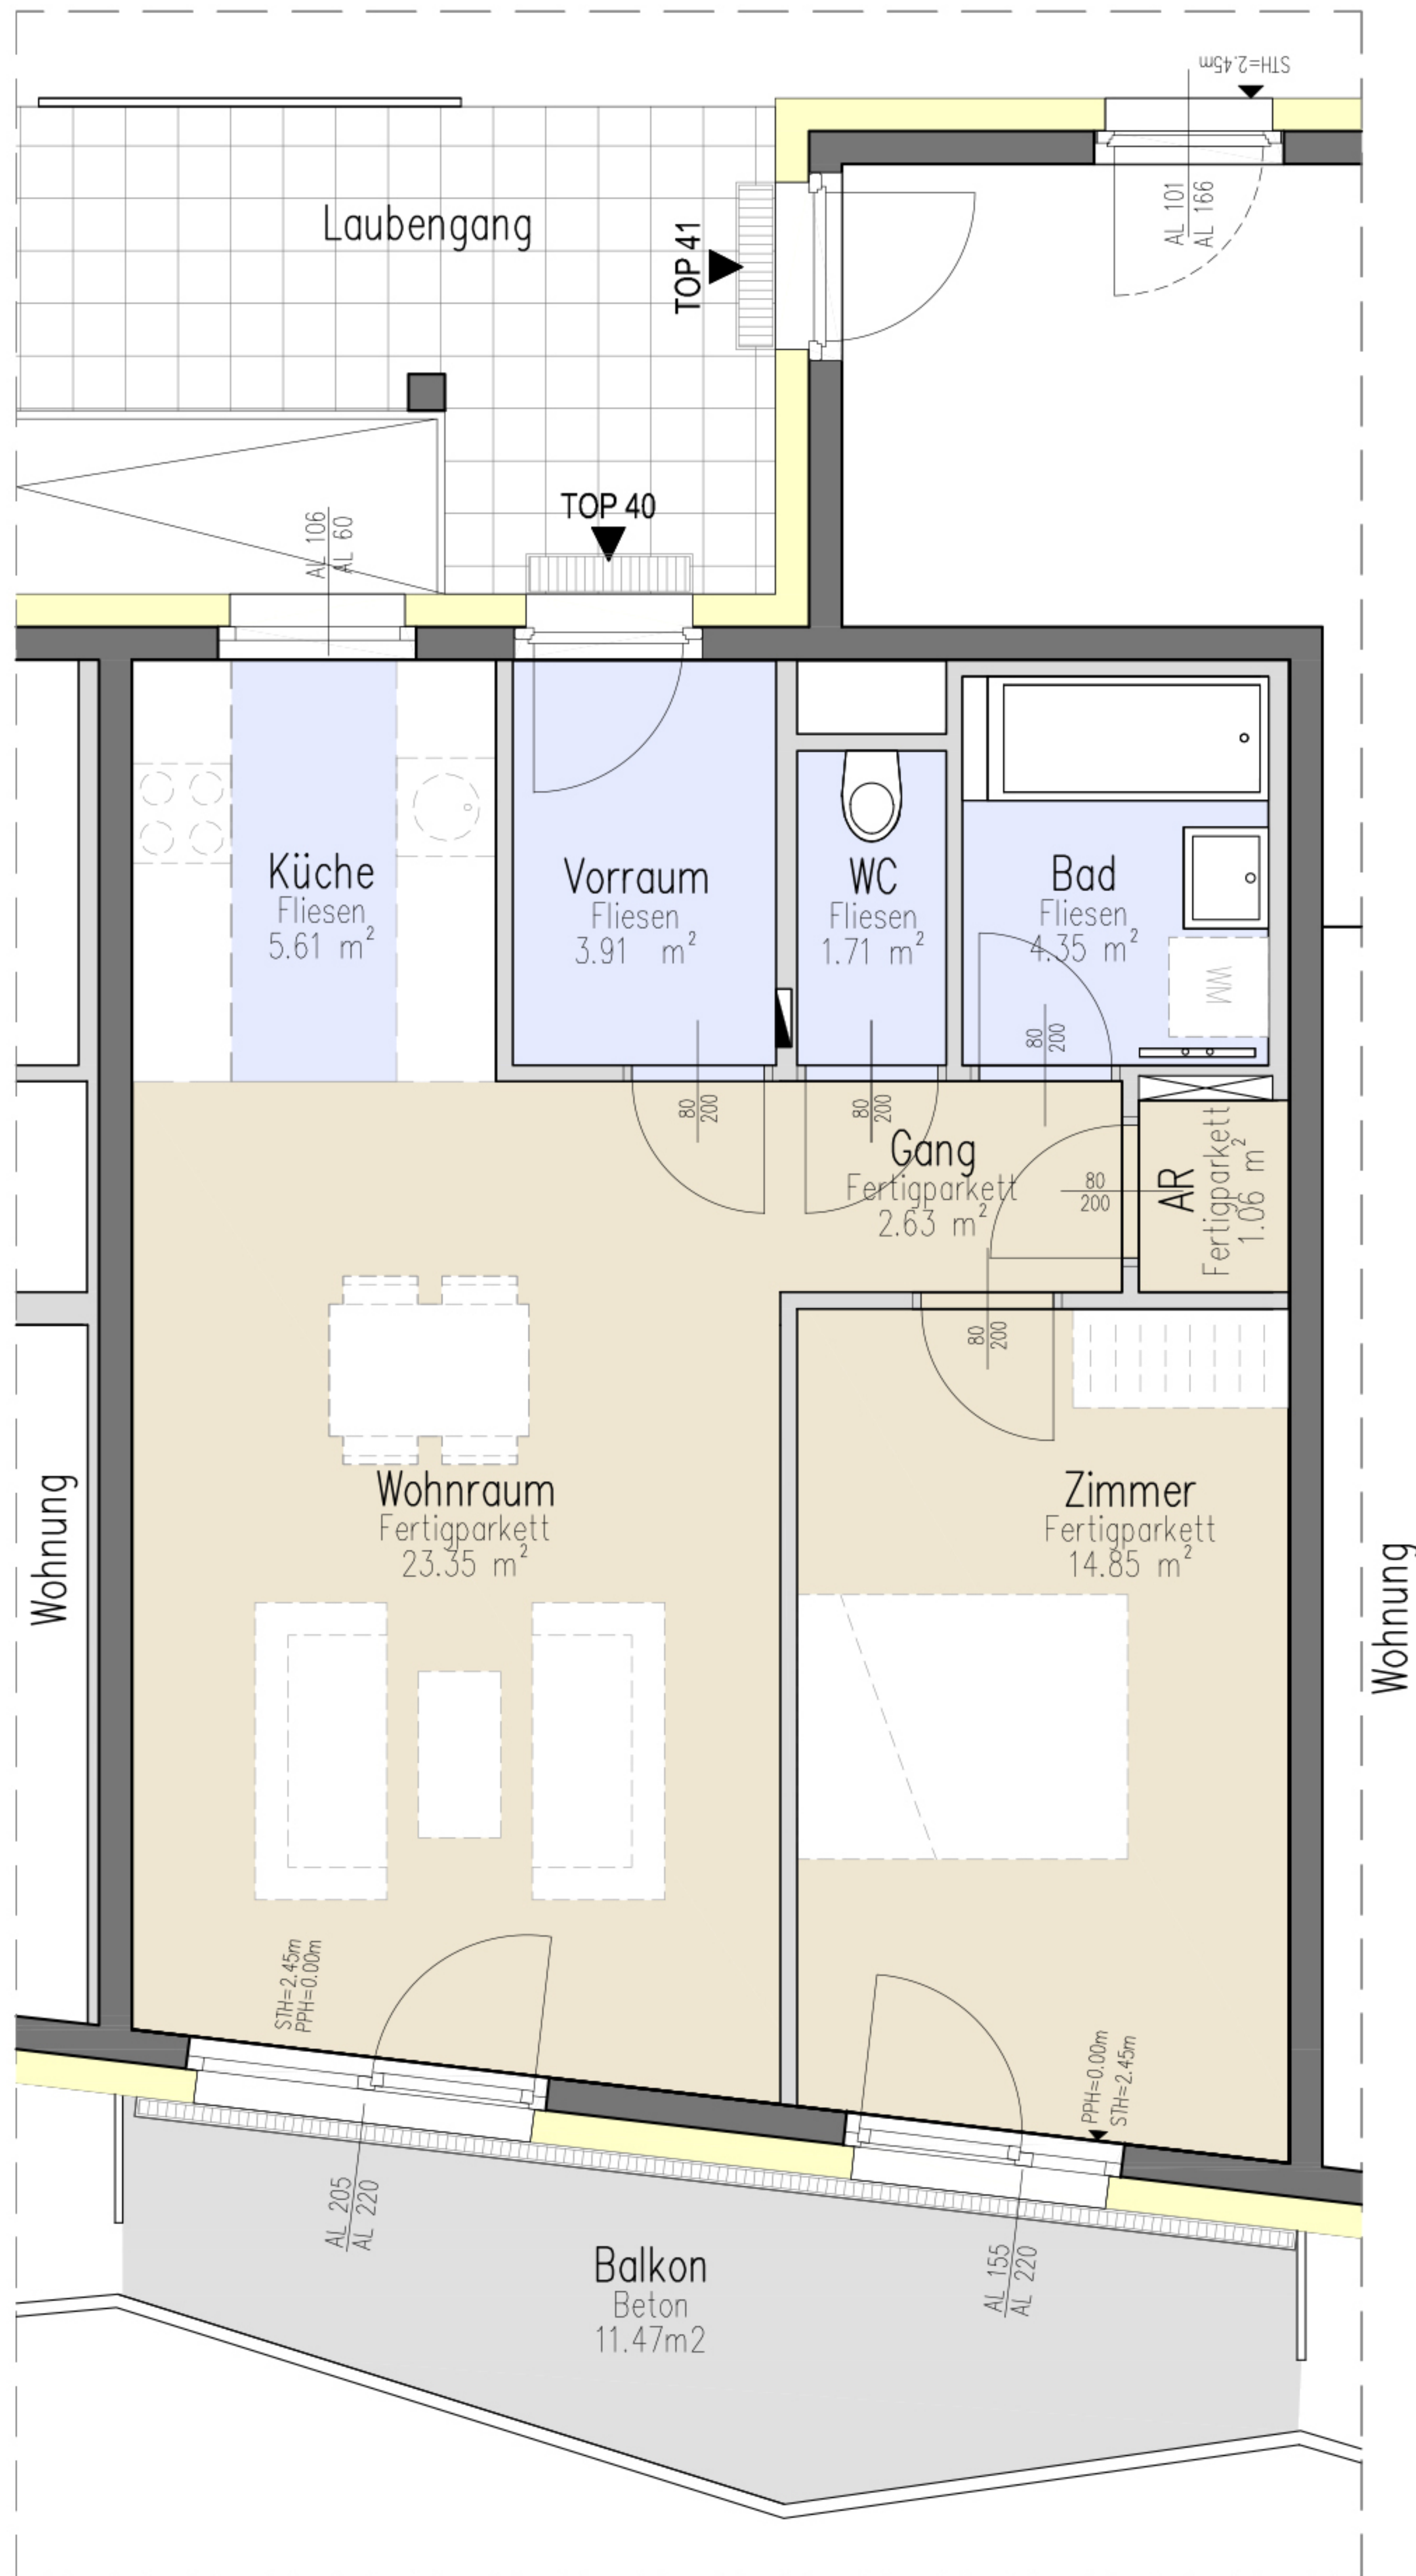 STH=2.45m
AL 101
AL 166
Laubengang
TOP 41
TOP 40
AL 106
AL 60
Küche
Fliesen
5.61 m²
Vorraum
Fliesen
3.91 m²
WC
Fliesen
1.71 m²
Bad
Fliesen
4.35 m²
WM
80
200
80
200
80
200
Gang
Fertigparkett
2.63 m²
80
200
AR
Fertigparkett
1.06 m²
80
200
Wohnraum
Fertigparkett
23.35 m²
Zimmer
Fertigparkett
14.85 m²
Wohnung
Wohnung
STH=2.45m
PPH=0.00m
PPH=0.00m
STH=2.45m
AL 205
AL 220
AL 155
AL 220
Balkon
Beton
11.47m2